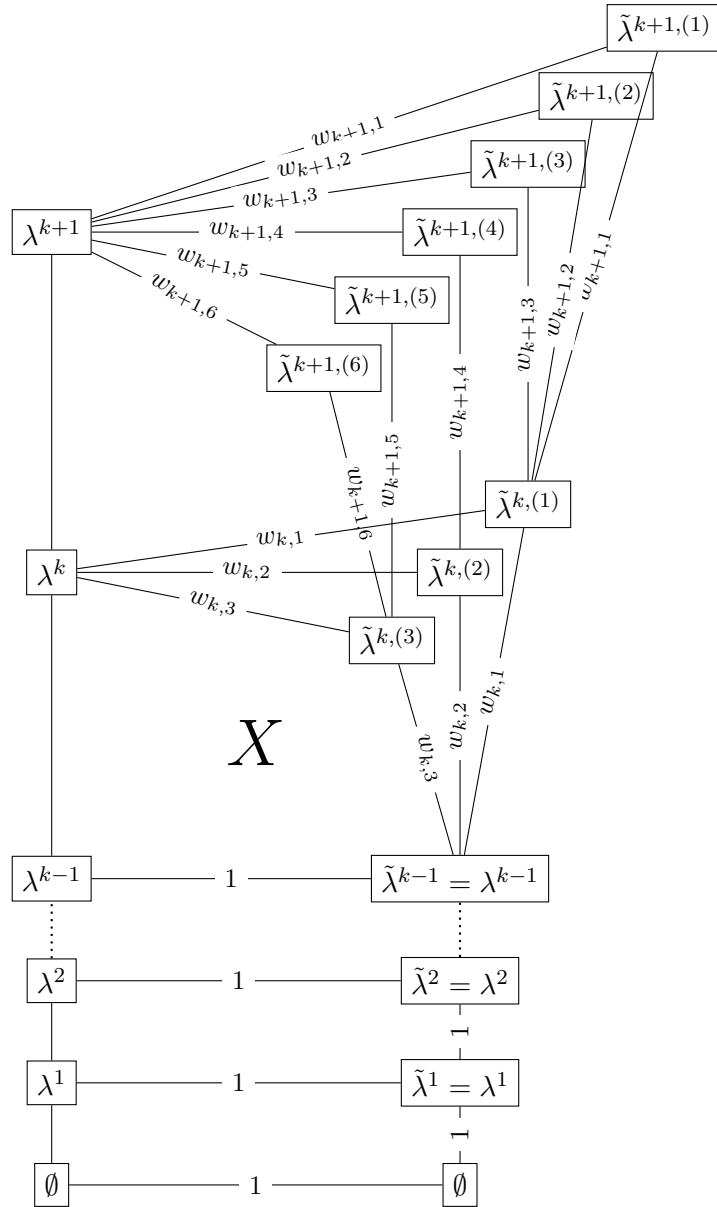 λ̃^{k+1,(1)}
λ̃^{k+1,(2)}
w_{k+1,1}
λ̃^{k+1,(3)}
w_{k+1,2}
w_{k+1,3}
λ^{k+1}
w_{k+1,4}
λ̃^{k+1,(4)}
w_{k+1,1}
w_{k+1,2}
w_{k+1,5}
λ̃^{k+1,(5)}
w_{k+1,6}
w_{k+1,3}
λ̃^{k+1,(6)}
w_{k+1,4}
w_{k+1,5}
w_{k+1,6}
λ̃^{k,(1)}
w_{k,1}
λ^k
w_{k,2}
λ̃^{k,(2)}
w_{k,3}
λ̃^{k,(3)}
w_{k,1}
w_{k,2}
X
w_{k,3}
λ^{k−1} 1 λ̃^{k−1} = λ^{k−1}
λ^2 1 λ̃^2 = λ^2
1
λ^1 1 λ̃^1 = λ^1
1
∅ 1 ∅